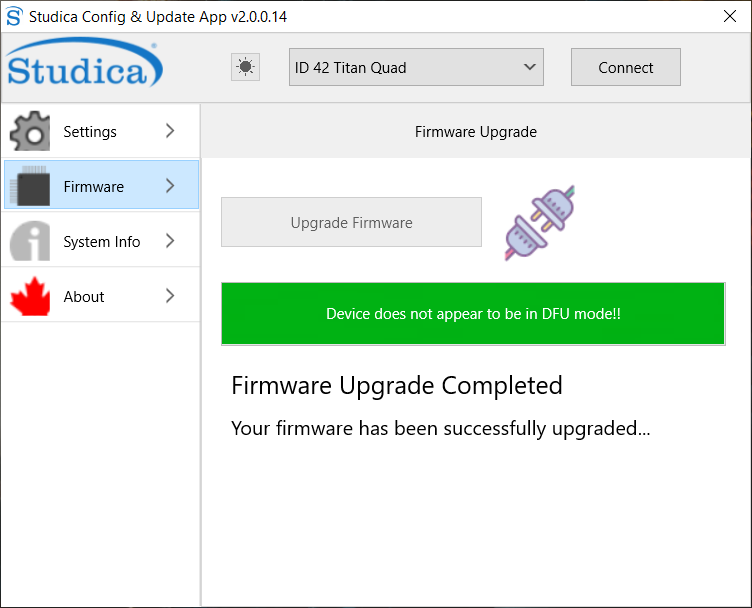 Studica Config & Update App v2.0.0.14
Studica
ID 42 Titan Quad
Connect
Settings
Firmware
System Info
About
Firmware Upgrade
Upgrade Firmware
Device does not appear to be in DFU mode!!
Firmware Upgrade Completed
Your firmware has been successfully upgraded...